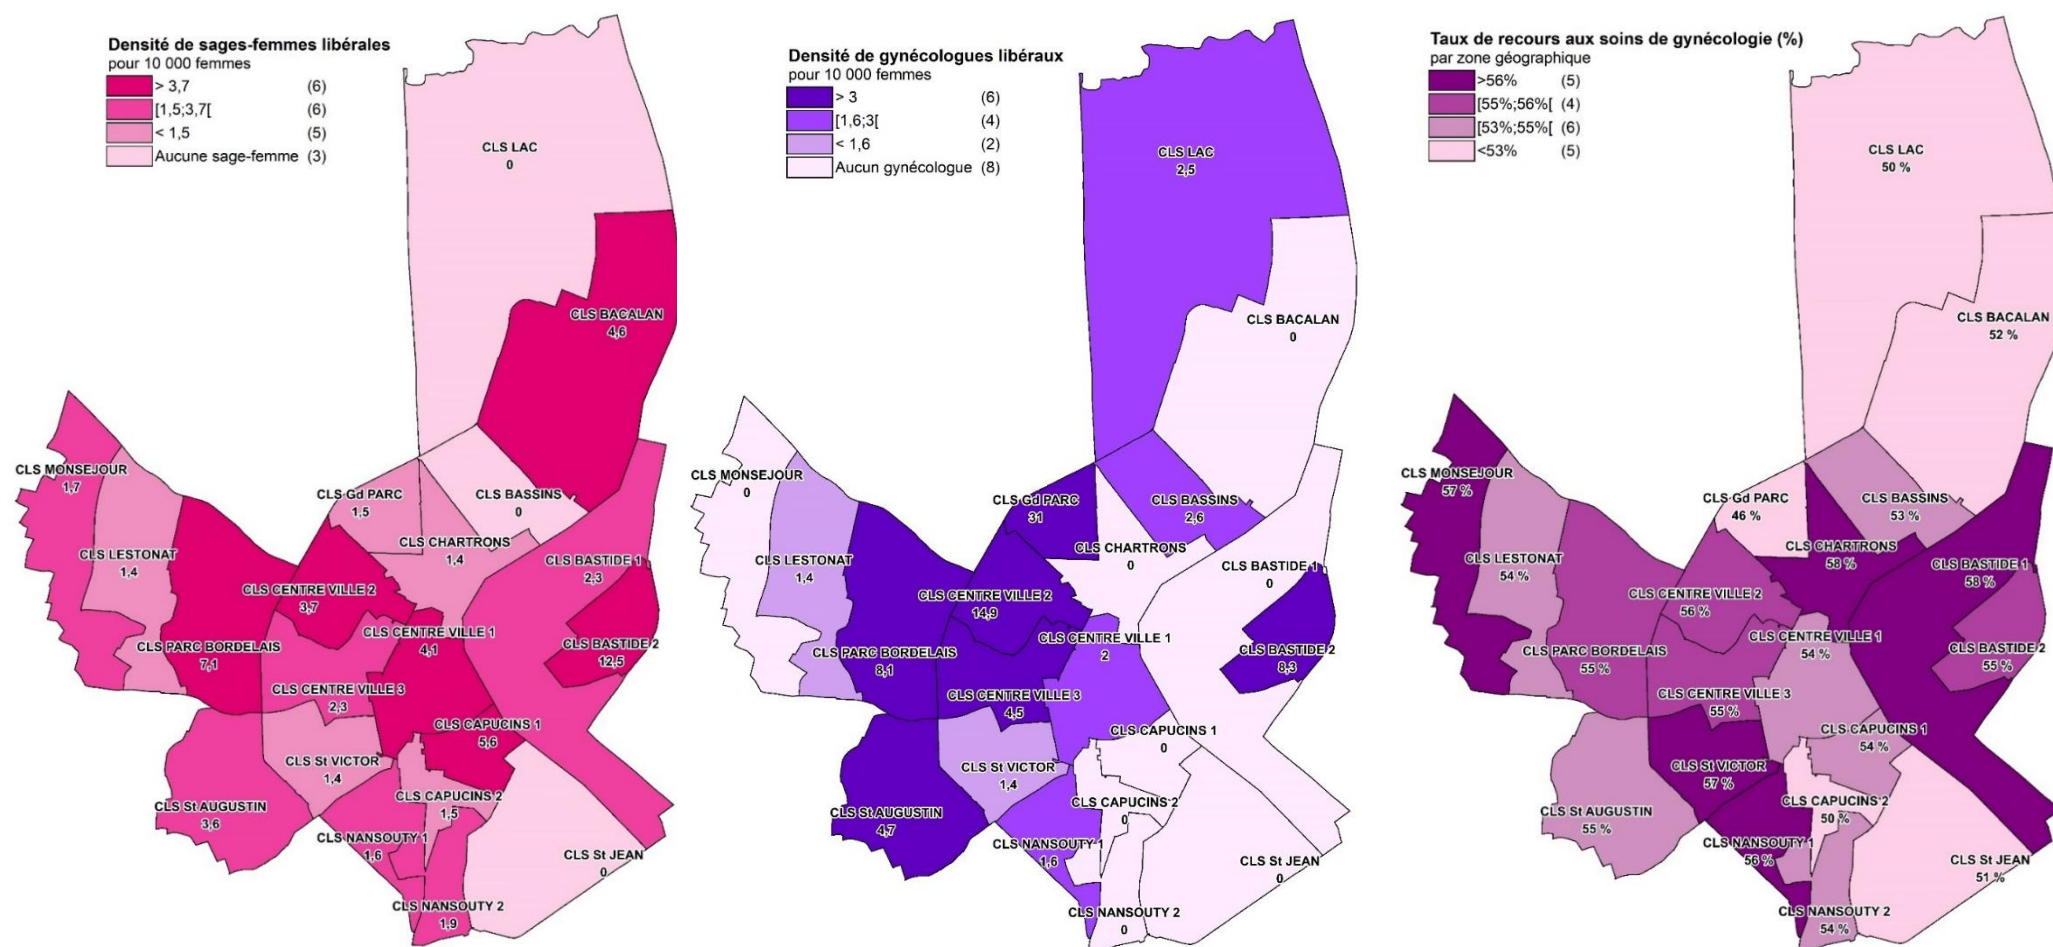 Densité de sages-femmes libérales
pour 10 000 femmes
> 3,7 (6)
[1,5;3,7[ (6)
< 1,5 (5)
Aucune sage-femme (3)
CLS LAC
0
CLS BACALAN
4,6
CLS MONSEJOUR
1,7
CLS Gd PARC
1,5
CLS BASSINS
0
CLS CHARTRONS
1,4
CLS LESTONAT
1,4
CLS BASTIDE 1
2,3
CLS CENTRE VILLE 2
3,7
CLS CENTRE VILLE 1
4,1
CLS PARC BORDELAIS
7,1
CLS BASTIDE 2
12,5
CLS CENTRE VILLE 3
2,3
CLS CAPUCINS 1
5,6
CLS St VICTOR
1,4
CLS St AUGUSTIN
3,6
CLS CAPUCINS 2
1,5
CLS NANSOUTY 1
1,6
CLS St JEAN
0
CLS NANSOUTY 2
1,9
Densité de gynécologues libéraux
pour 10 000 femmes
> 3 (6)
[1,6;3[ (4)
< 1,6 (2)
Aucun gynécologue (8)
CLS LAC
2,5
CLS BACALAN
0
CLS MONSEJOUR
0
CLS Gd PARC
31
CLS BASSINS
2,6
CLS CHARTRONS
0
CLS LESTONAT
1,4
CLS BASTIDE 1
0
CLS CENTRE VILLE 2
14,9
CLS CENTRE VILLE 1
2
CLS PARC BORDELAIS
8,1
CLS BASTIDE 2
8,3
CLS CENTRE VILLE 3
4,5
CLS CAPUCINS 1
0
CLS St VICTOR
1,4
CLS St AUGUSTIN
4,7
CLS CAPUCINS 2
0
CLS NANSOUTY 1
1,6
CLS St JEAN
0
CLS NANSOUTY 2
0
Taux de recours aux soins de gynécologie (%)
par zone géographique
>56% (5)
[55%;56%[ (4)
[53%;55%[ (6)
<53% (5)
CLS LAC
50 %
CLS BACALAN
52 %
CLS MONSEJOUR
57 %
CLS Gd PARC
46 %
CLS BASSINS
53 %
CLS CHARTRONS
58 %
CLS LESTONAT
54 %
CLS BASTIDE 1
58 %
CLS CENTRE VILLE 2
56 %
CLS CENTRE VILLE 1
54 %
CLS PARC BORDELAIS
55 %
CLS BASTIDE 2
55 %
CLS CENTRE VILLE 3
55 %
CLS CAPUCINS 1
54 %
CLS St VICTOR
57 %
CLS St AUGUSTIN
55 %
CLS CAPUCINS 2
50 %
CLS NANSOUTY 1
56 %
CLS St JEAN
51 %
CLS NANSOUTY 2
54 %